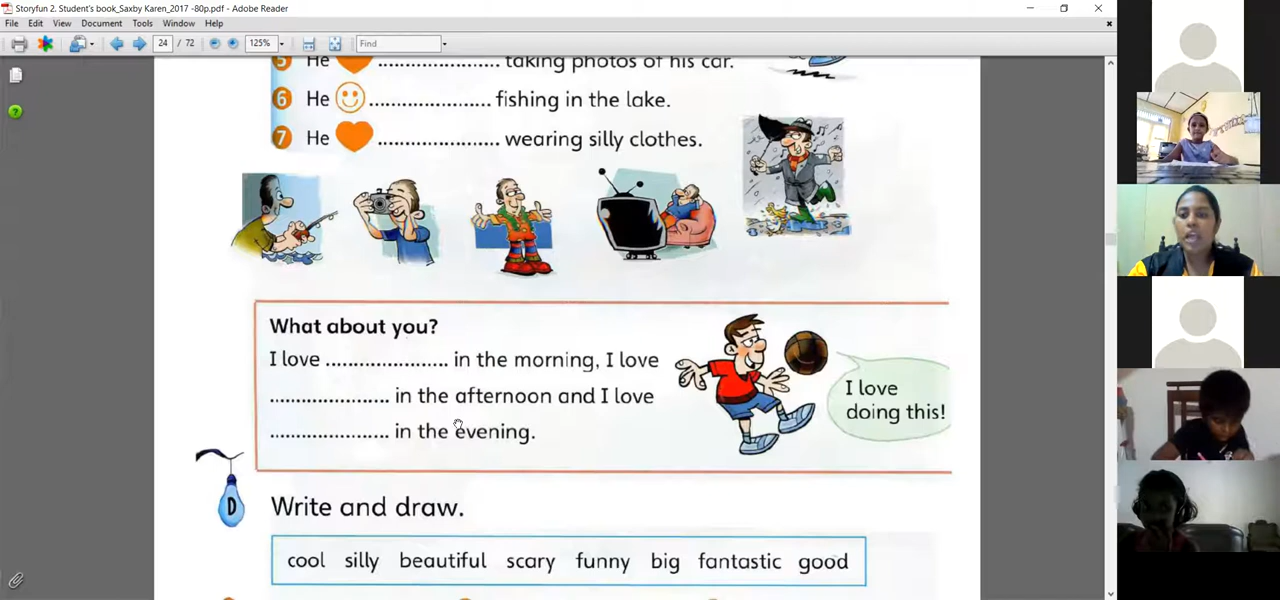 Storyfun 2. Student's book_Saxby Karen_2017 -80p.pdf - Adobe Reader
File Edit View Document Tools Window Help
24 / 72 125% Find
5 He ........................ taking photos of his car.
6 He ........................ fishing in the lake.
7 He ........................ wearing silly clothes.
What about you?
I love ........................ in the morning, I love
........................ in the afternoon and I love
........................ in the evening.
I love
doing this!
D Write and draw.
cool silly beautiful scary funny big fantastic good